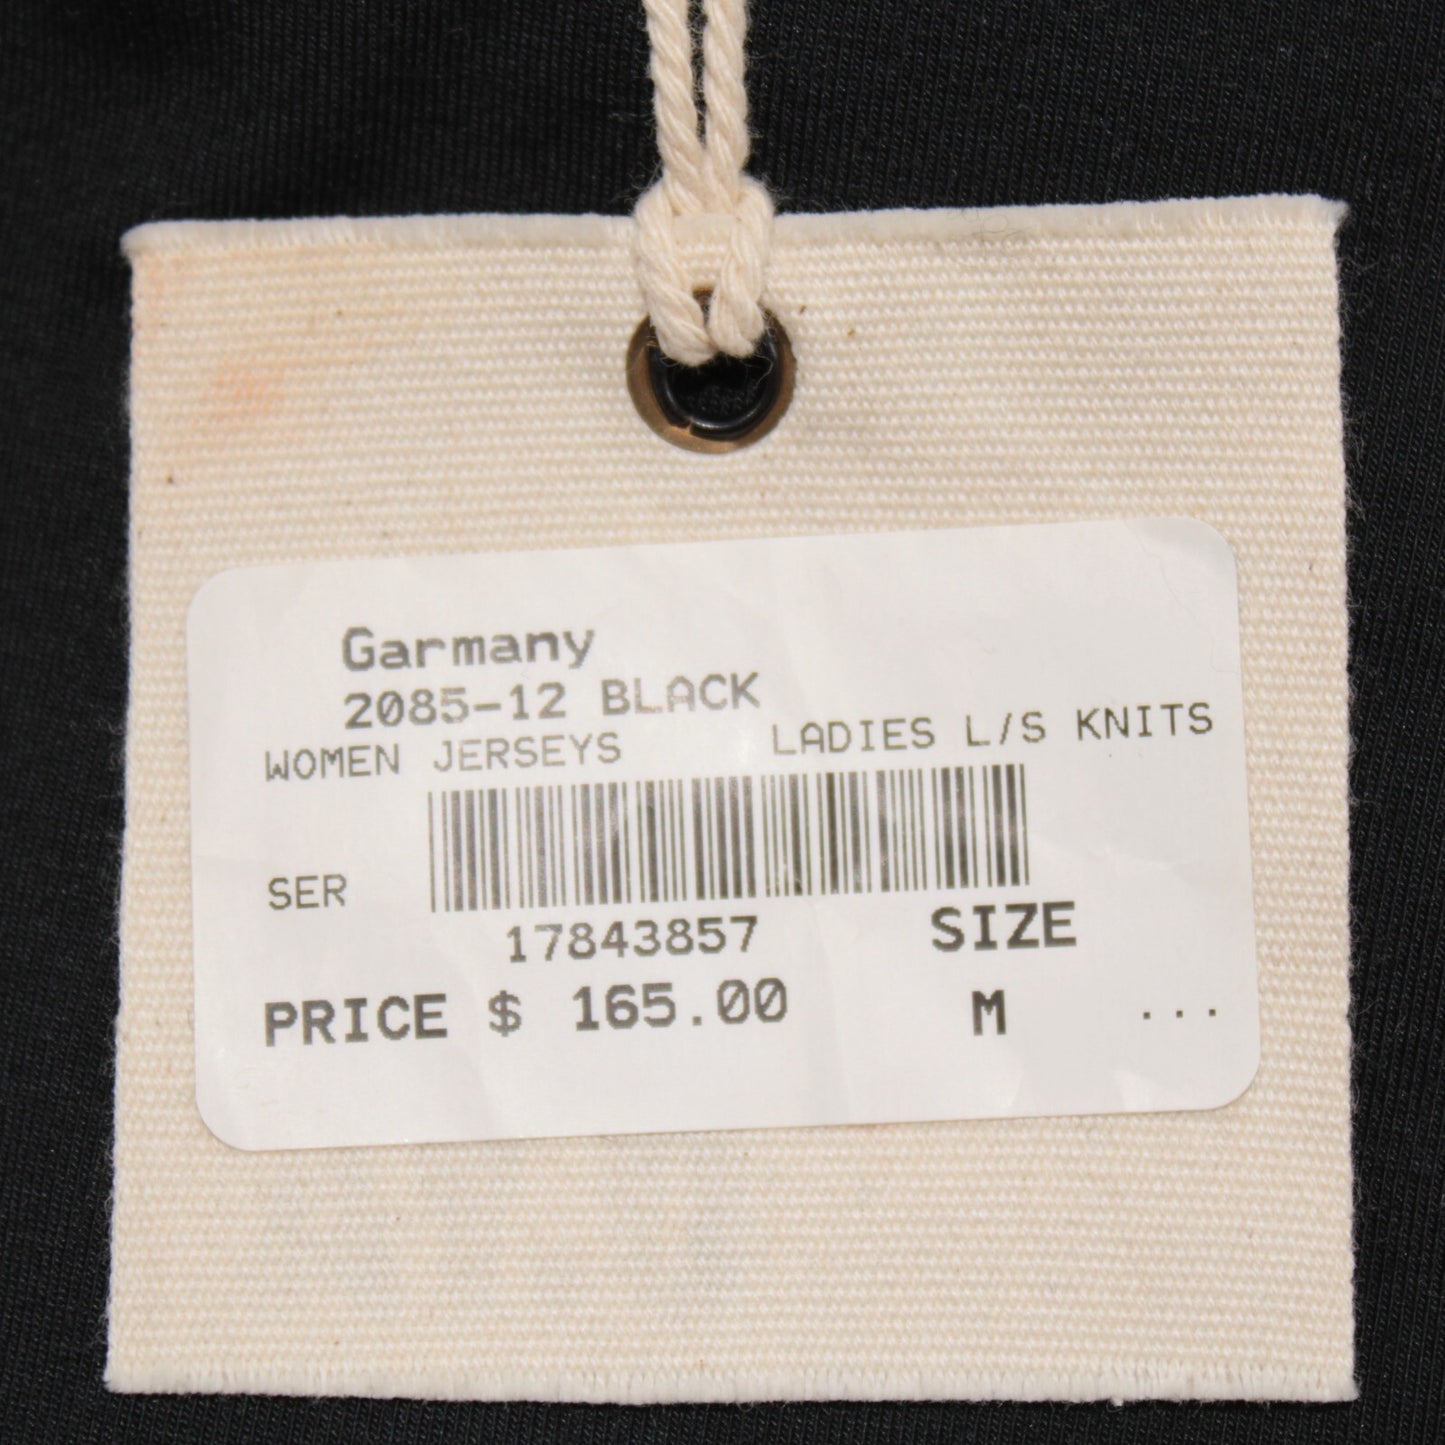 Garmany
2085-12 BLACK
WOMEN JERSEYS LADIES L/S KNITS
SER
17843857 SIZE
PRICE $ 165.00 M ...